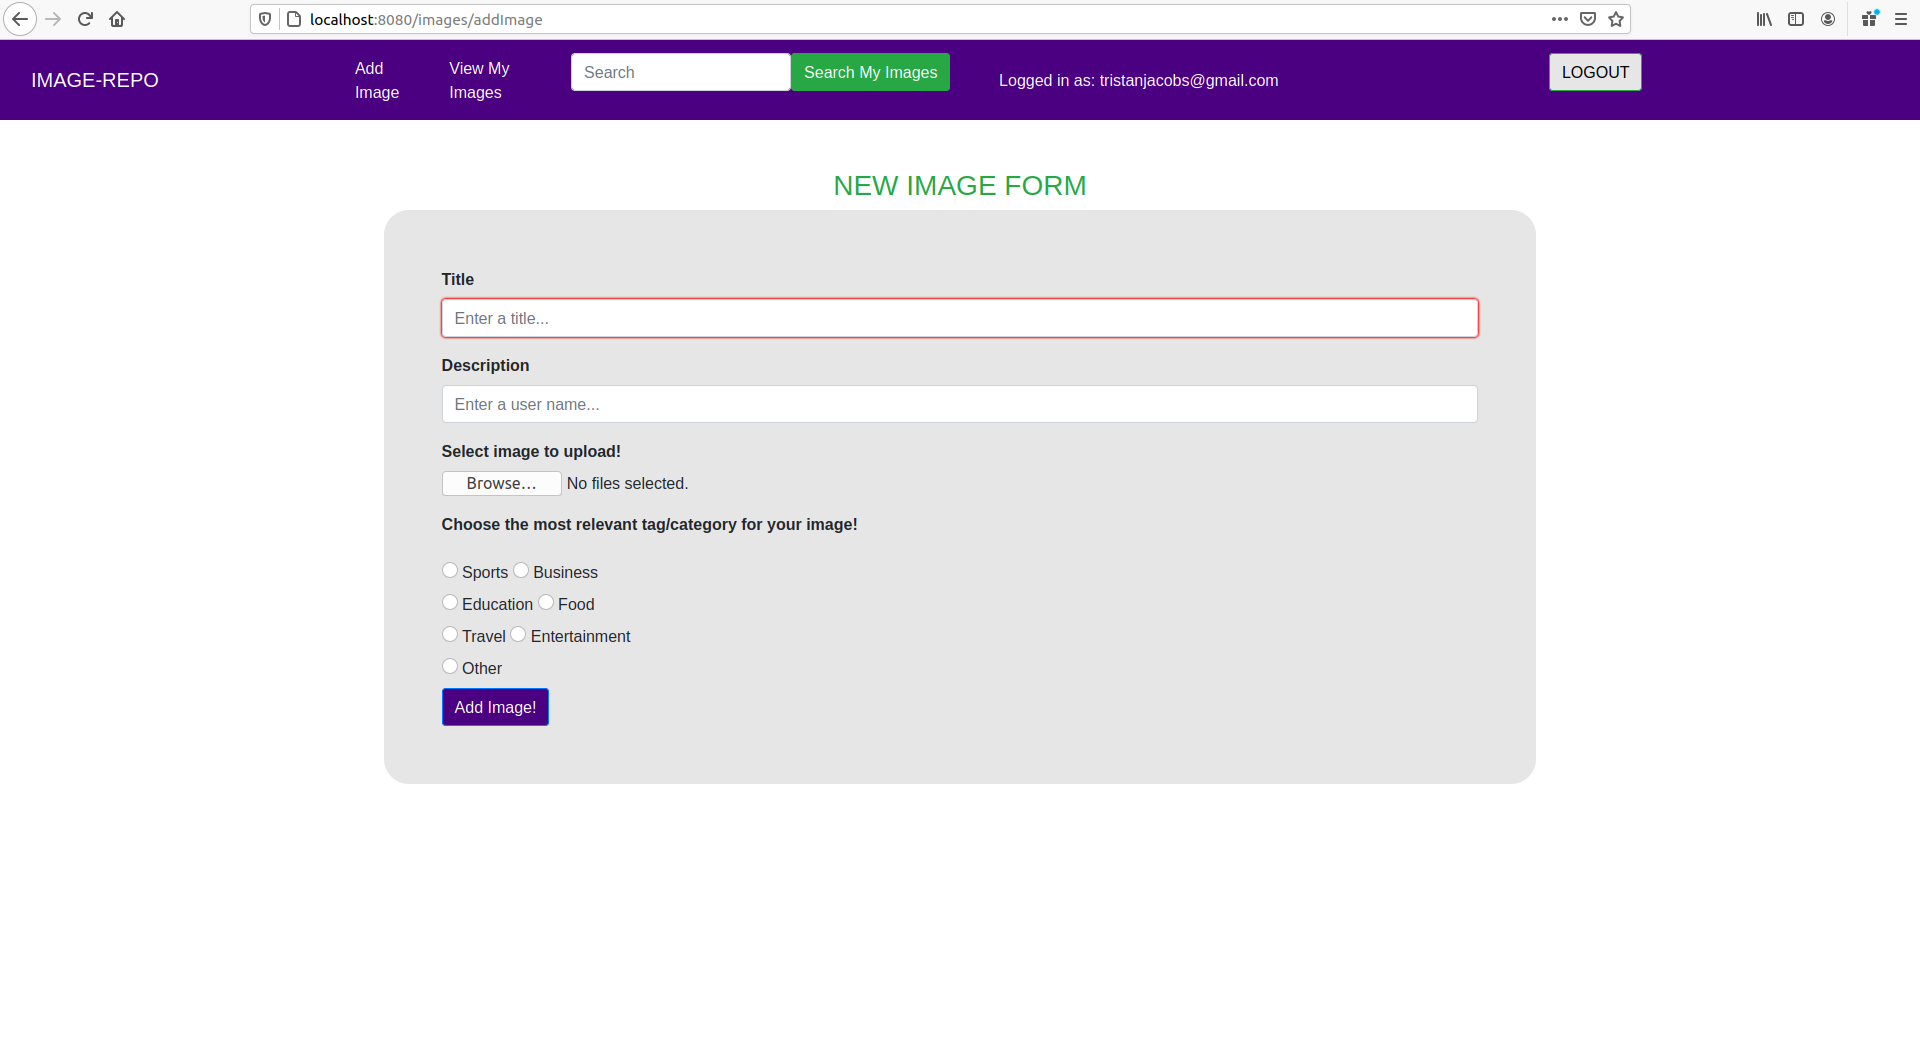 localhost:8080/images/addImage
IMAGE-REPO
Add
Image
View My
Images
Search
Search My Images
Logged in as: tristanjacobs@gmail.com
LOGOUT
NEW IMAGE FORM
Title
Enter a title...
Description
Enter a user name...
Select image to upload!
Browse...
No files selected.
Choose the most relevant tag/category for your image!
Sports Business
Education Food
Travel Entertainment
Other
Add Image!